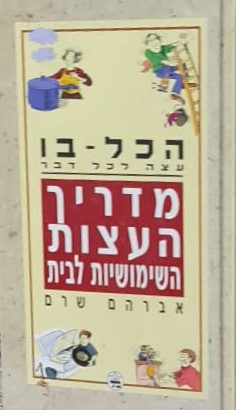 הכל-בו
עצה לכל דבר
מדריך
העצות
השימושיות לבית
אברהם שרם